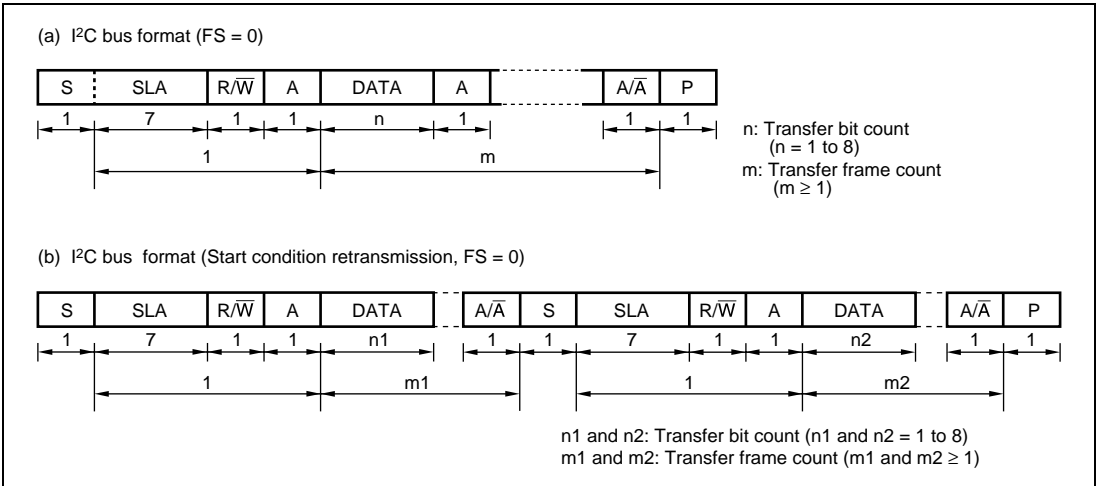 (a) I²C bus format (FS = 0)
S SLA R/W̅ A DATA A A/A̅ P
1 7 1 1 n 1 1 1
1 m
n: Transfer bit count
(n = 1 to 8)
m: Transfer frame count
(m ≥ 1)
(b) I²C bus format (Start condition retransmission, FS = 0)
S SLA R/W̅ A DATA A/A̅ S SLA R/W̅ A DATA A/A̅ P
1 7 1 1 n1 1 1 7 1 1 n2 1 1
1 m1 1 m2
n1 and n2: Transfer bit count (n1 and n2 = 1 to 8)
m1 and m2: Transfer frame count (m1 and m2 ≥ 1)